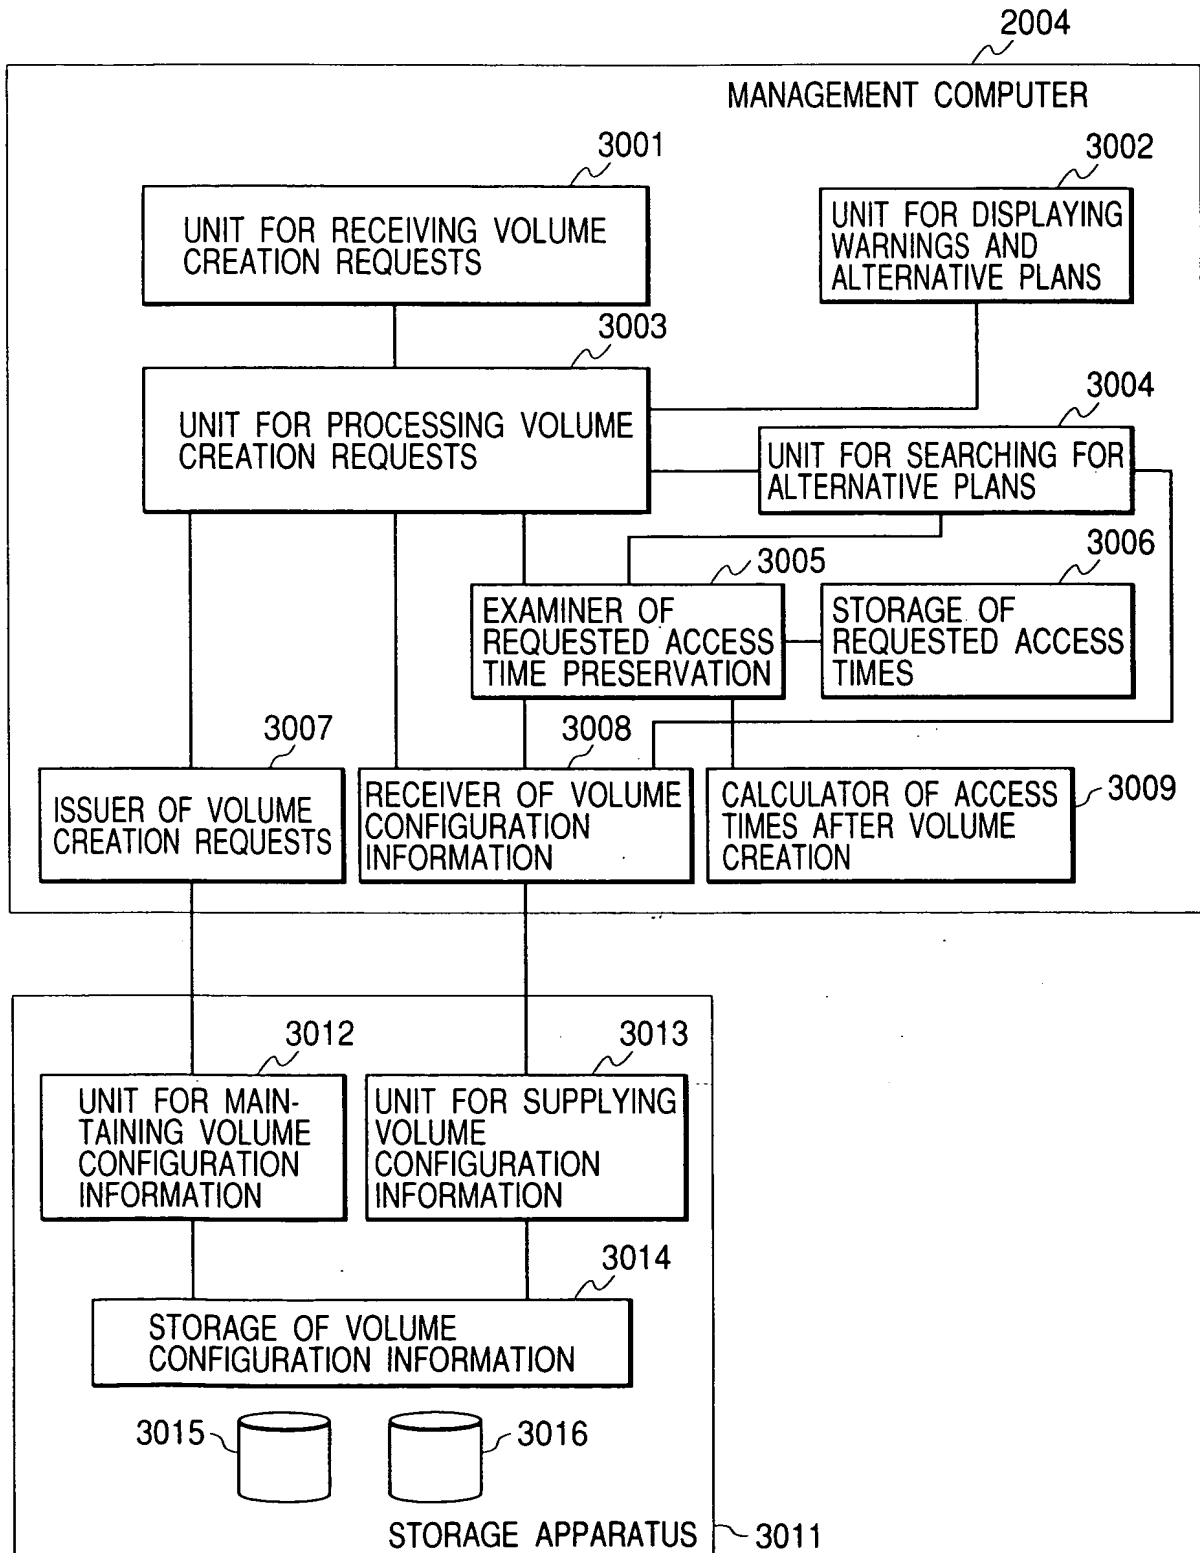 2004
MANAGEMENT COMPUTER
3001
UNIT FOR RECEIVING VOLUME
CREATION REQUESTS
3002
UNIT FOR DISPLAYING
WARNINGS AND
ALTERNATIVE PLANS
3003
UNIT FOR PROCESSING VOLUME
CREATION REQUESTS
3004
UNIT FOR SEARCHING FOR
ALTERNATIVE PLANS
3005
EXAMINER OF
REQUESTED ACCESS
TIME PRESERVATION
3006
STORAGE OF
REQUESTED ACCESS
TIMES
3007
ISSUER OF VOLUME
CREATION REQUESTS
3008
RECEIVER OF VOLUME
CONFIGURATION
INFORMATION
CALCULATOR OF ACCESS
TIMES AFTER VOLUME
CREATION
3009
3012
UNIT FOR MAIN-
TAINING VOLUME
CONFIGURATION
INFORMATION
3013
UNIT FOR SUPPLYING
VOLUME
CONFIGURATION
INFORMATION
3014
STORAGE OF VOLUME
CONFIGURATION INFORMATION
3015
3016
STORAGE APPARATUS
3011